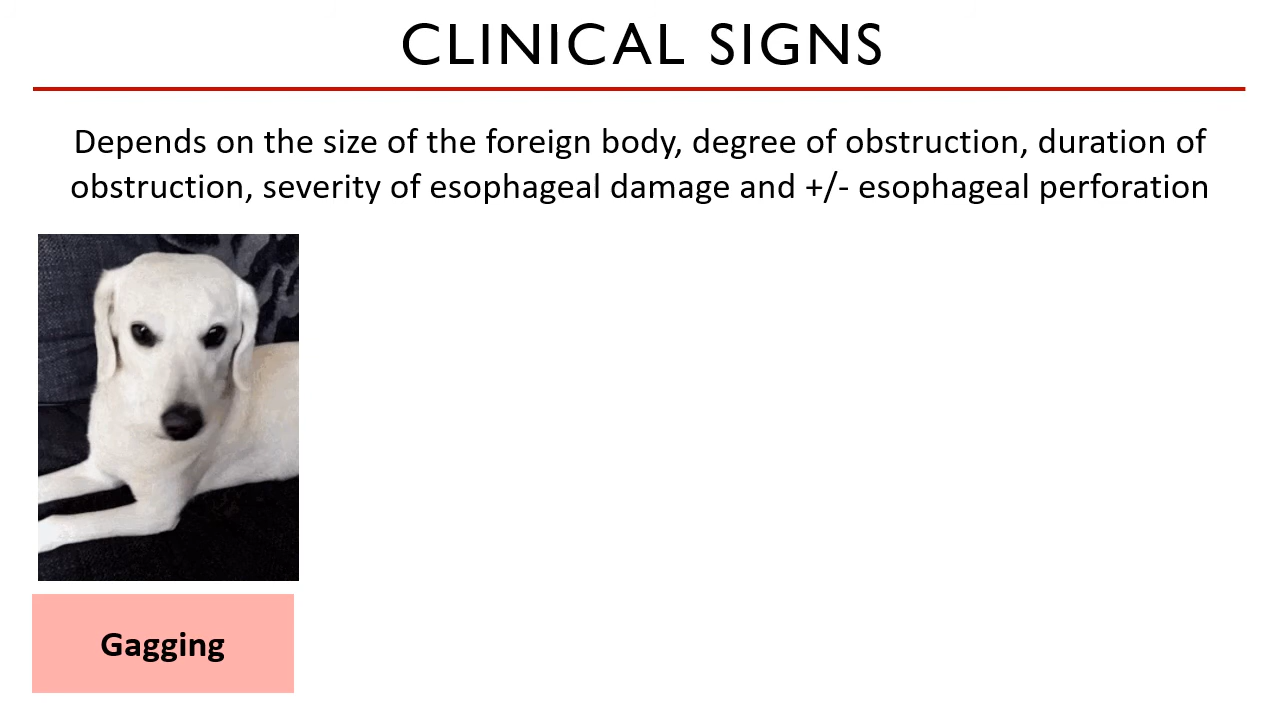 CLINICAL SIGNS
Depends on the size of the foreign body, degree of obstruction, duration of
obstruction, severity of esophageal damage and +/- esophageal perforation
Gagging